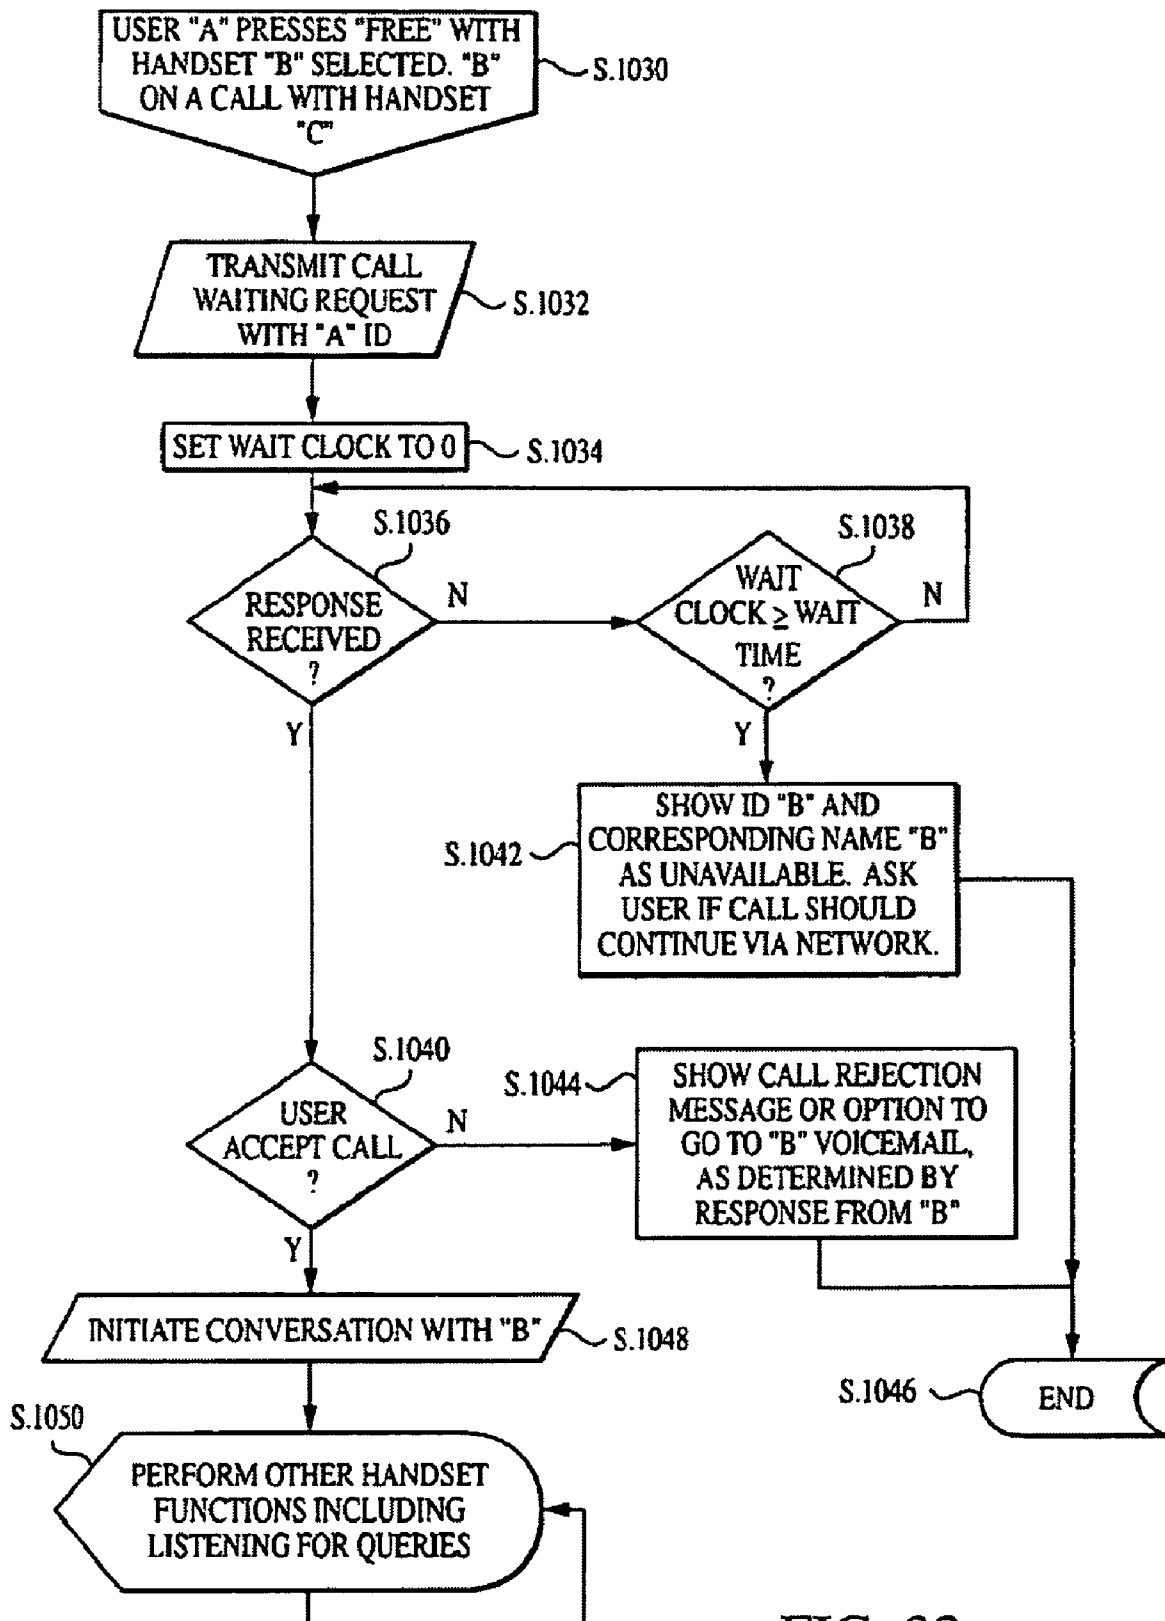 USER "A" PRESSES "FREE" WITH
HANDSET "B" SELECTED. "B"
ON A CALL WITH HANDSET
"C"
S.1030
TRANSMIT CALL
WAITING REQUEST
WITH "A" ID
S.1032
SET WAIT CLOCK TO 0
S.1034
S.1036
RESPONSE
RECEIVED
?
N
Y
S.1038
WAIT
CLOCK ≥ WAIT
TIME
?
N
Y
S.1042
SHOW ID "B" AND
CORRESPONDING NAME "B"
AS UNAVAILABLE. ASK
USER IF CALL SHOULD
CONTINUE VIA NETWORK.
S.1040
USER
ACCEPT CALL
?
N
Y
S.1044
SHOW CALL REJECTION
MESSAGE OR OPTION TO
GO TO "B" VOICEMAIL,
AS DETERMINED BY
RESPONSE FROM "B"
INITIATE CONVERSATION WITH "B"
S.1048
S.1046
END
S.1050
PERFORM OTHER HANDSET
FUNCTIONS INCLUDING
LISTENING FOR QUERIES